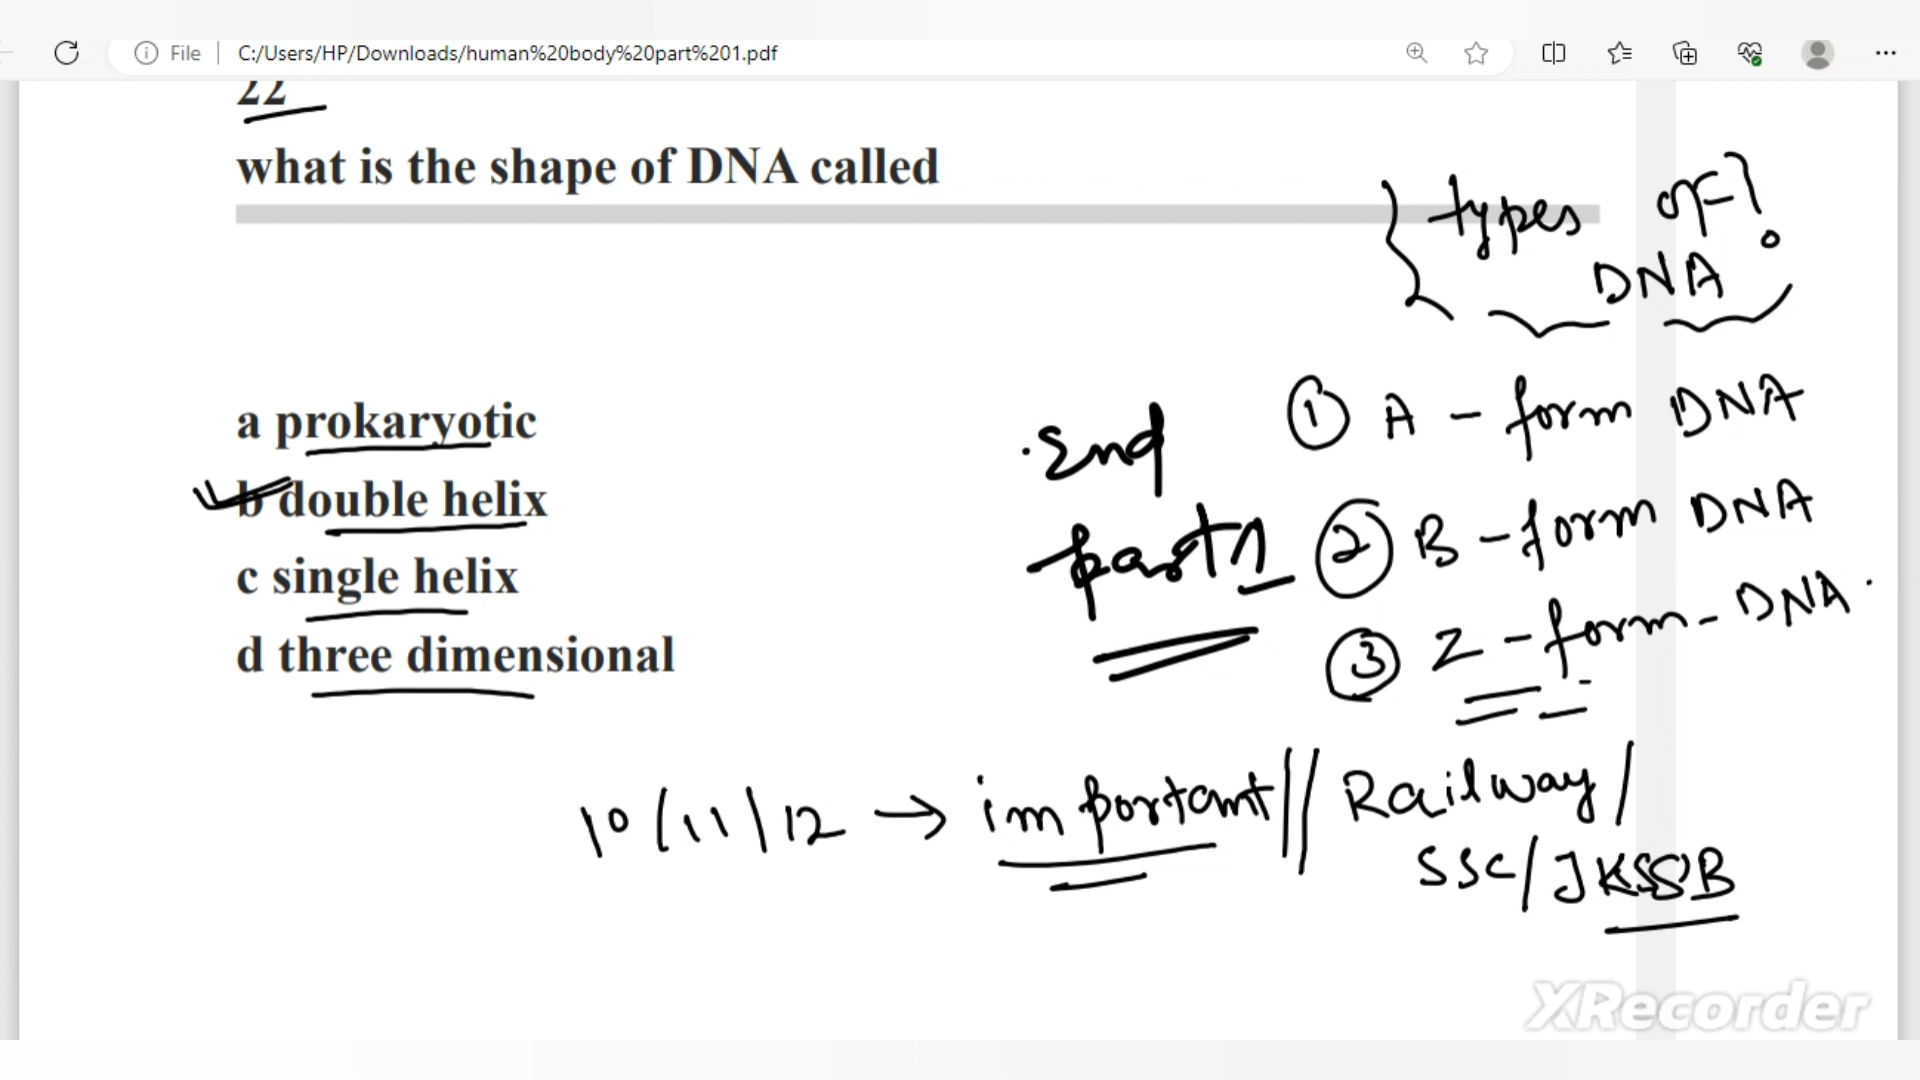 File C:/Users/HP/Downloads/human%20body%20part%201.pdf
22
what is the shape of DNA called
types of
DNA
a prokaryotic
b double helix
c single helix
d three dimensional
End
part 1
① A - form DNA
② B - form DNA
③ Z - form - DNA
10/11/12 → important // Railway /
SSC / JKSSB
XRecorder